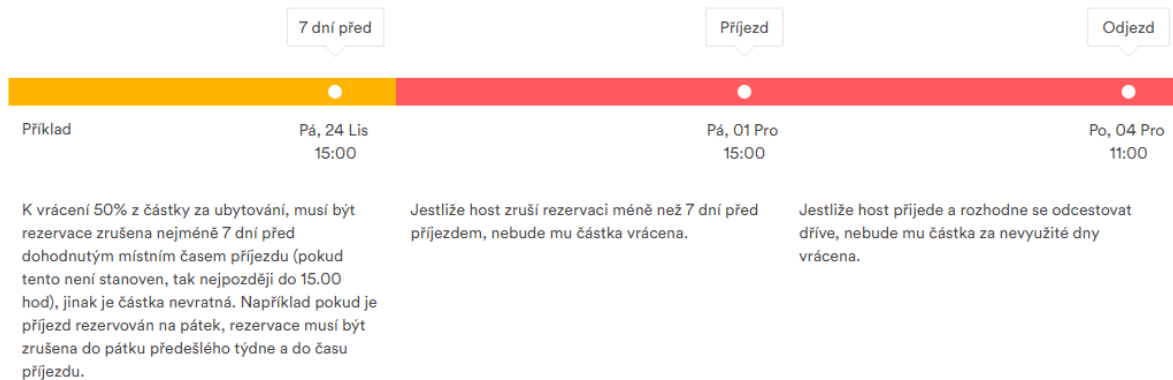 7 dní před
Příjezd
Odjezd
Příklad
Pá, 24 Lis
15:00
Pá, 01 Pro
15:00
Po, 04 Pro
11:00
K vrácení 50% z částky za ubytování, musí být
rezervace zrušena nejméně 7 dní před
dohodnutým místním časem příjezdu (pokud
tento není stanoven, tak nejpozději do 15.00
hod), jinak je částka nevratná. Například pokud je
příjezd rezervován na pátek, rezervace musí být
zrušena do pátku předešlého týdne a do času
příjezdu.
Jestliže host zruší rezervaci méně než 7 dní před
příjezdem, nebude mu částka vrácena.
Jestliže host přijede a rozhodne se odcestovat
dříve, nebude mu částka za nevyužité dny
vrácena.